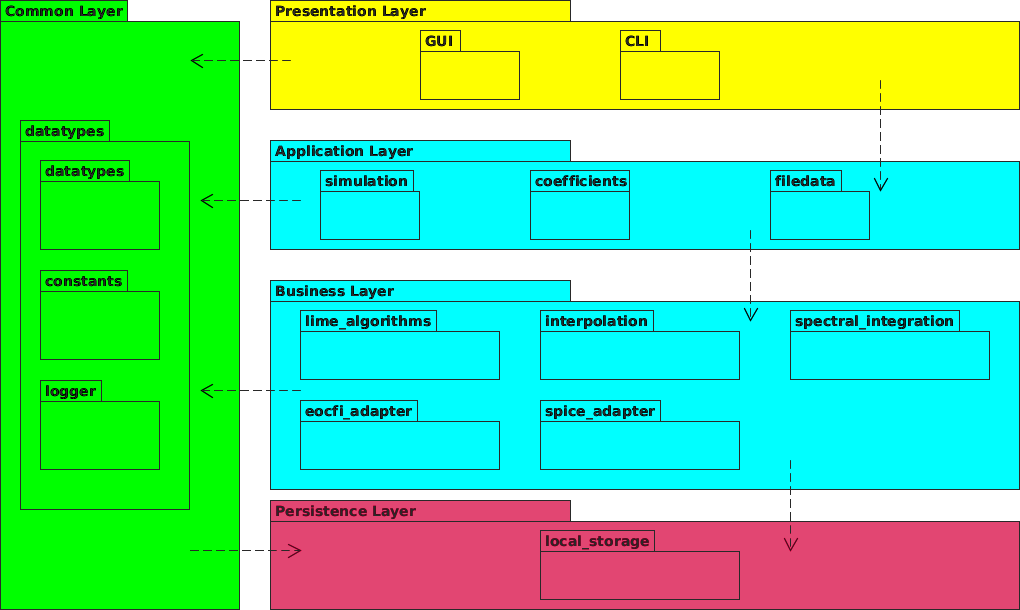 Common Layer
datatypes
datatypes
constants
logger
Presentation Layer
GUI
CLI
Application Layer
simulation
coefficients
filedata
Business Layer
lime_algorithms
interpolation
spectral_integration
eocfi_adapter
spice_adapter
Persistence Layer
local_storage